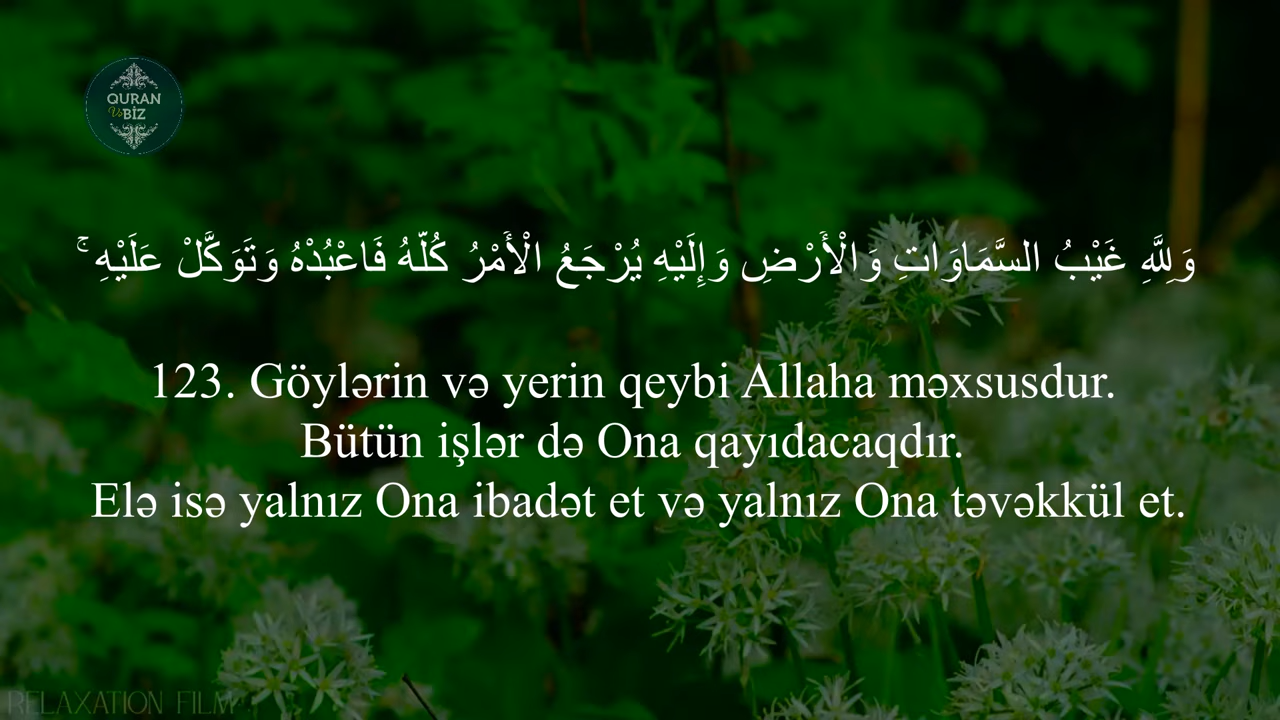 QURAN
Və BİZ
وَلِلَّهِ غَيْبُ السَّمَاوَاتِ وَالْأَرْضِ وَإِلَيْهِ يُرْجَعُ الْأَمْرُ كُلُّهُ فَاعْبُدْهُ وَتَوَكَّلْ عَلَيْهِ ۚ
123. Göylərin və yerin qeybi Allaha məxsusdur.
Bütün işlər də Ona qayıdacaqdır.
Elə isə yalnız Ona ibadət et və yalnız Ona təvəkkül et.
RELAXATION FILM